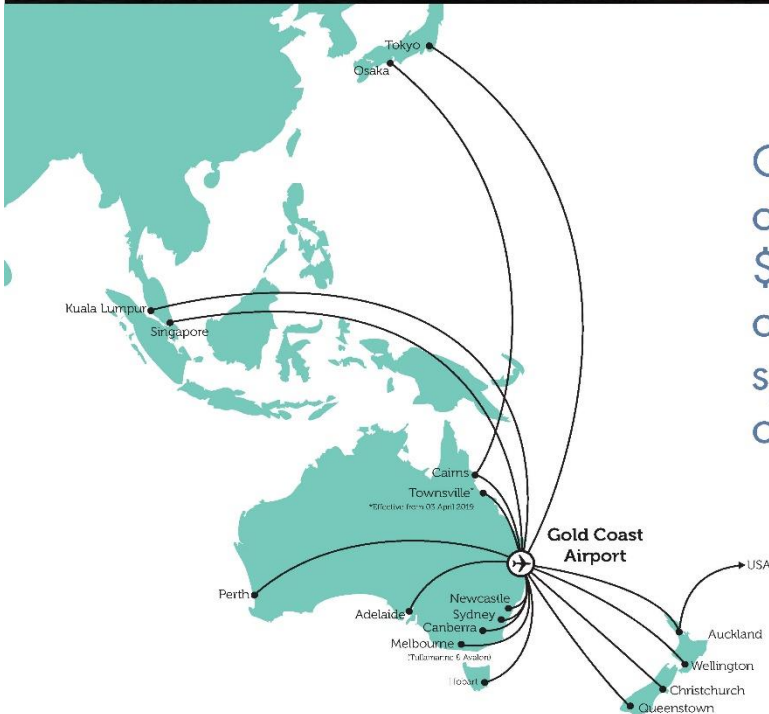 Tokyo
Osaka
Kuala Lumpur
Singapore
Cairns
Townsville*
*Effective from 03 April 2019
Gold Coast
Airport
USA
Perth
Adelaide
Newcastle
Sydney
Canberra
Melbourne
(Tullamarine & Avalon)
Hobart
Auckland
Wellington
Christchurch
Queenstown
$